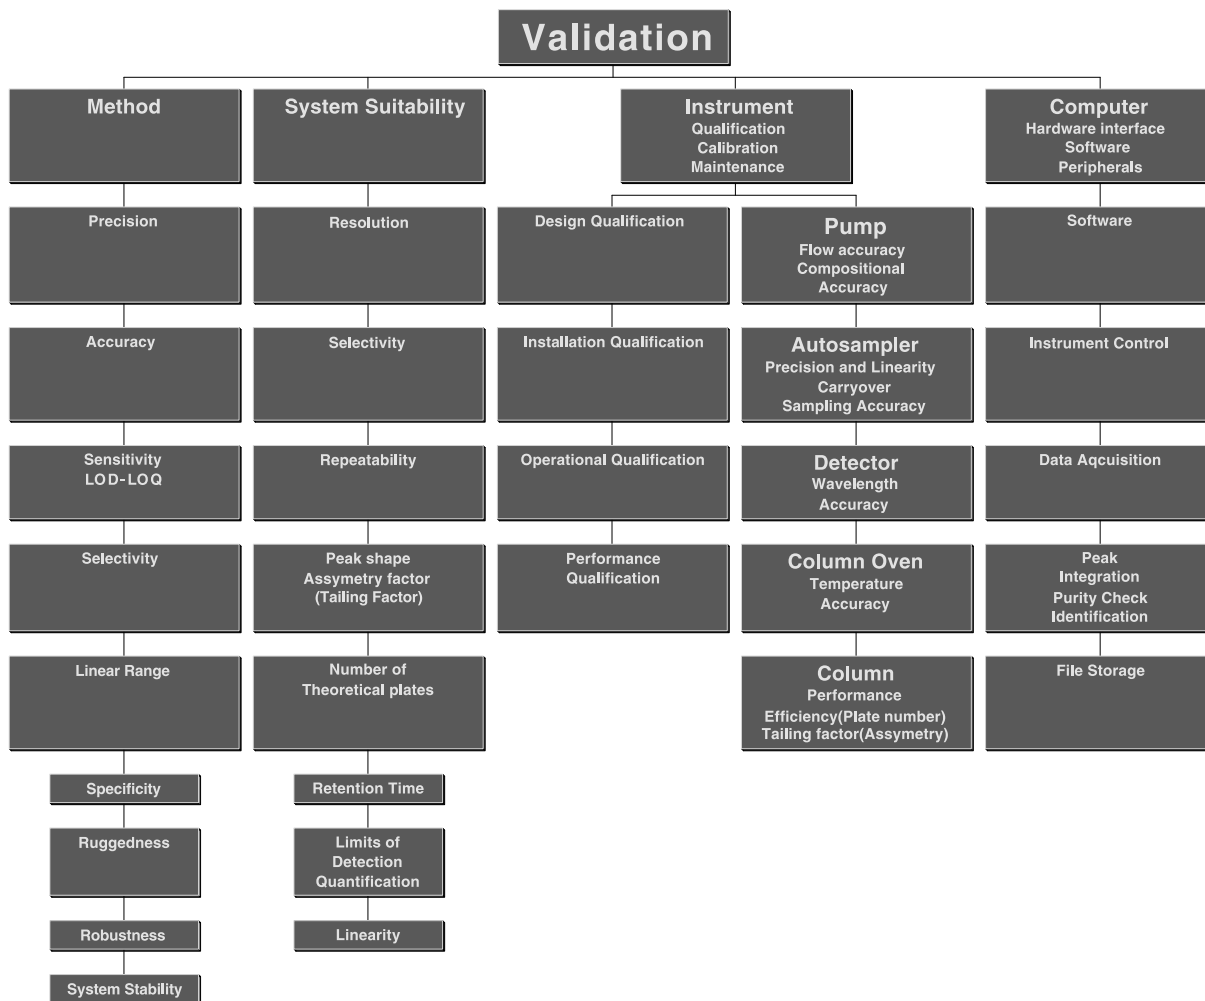 Validation
Method
System Suitability
Instrument
Qualification
Calibration
Maintenance
Computer
Hardware interface
Software
Peripherals
Precision
Resolution
Design Qualification
Pump
Flow accuracy
Compositional
Accuracy
Software
Accuracy
Selectivity
Installation Qualification
Autosampler
Precision and Linearity
Carryover
Sampling Accuracy
Instrument Control
Sensitivity
LOD-LOQ
Repeatability
Operational Qualification
Detector
Wavelength
Accuracy
Data Aqcuisition
Selectivity
Peak shape
Assymetry factor
(Tailing Factor)
Performance
Qualification
Column Oven
Temperature
Accuracy
Peak
Integration
Purity Check
Identification
Linear Range
Number of
Theoretical plates
Column
Performance
Efficiency(Plate number)
Tailing factor(Assymetry)
File Storage
Specificity
Retention Time
Ruggedness
Limits of
Detection
Quantification
Robustness
Linearity
System Stability